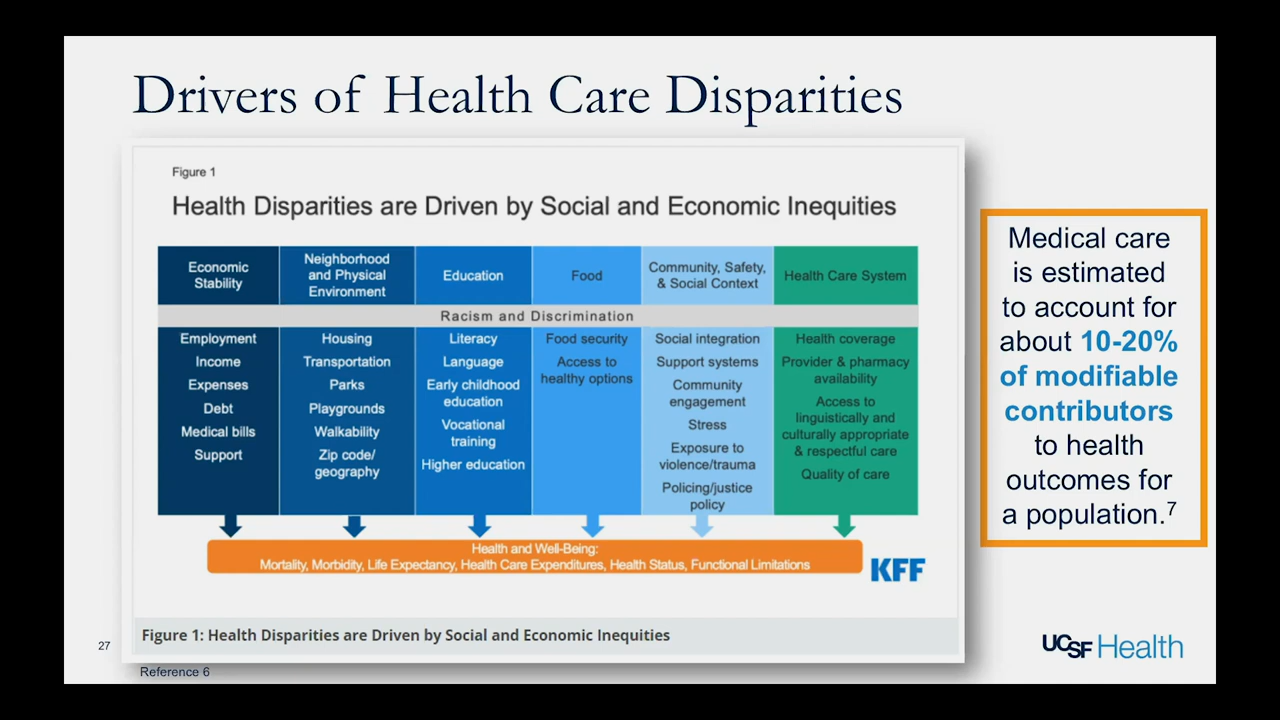 Drivers of Health Care Disparities
Figure 1
Health Disparities are Driven by Social and Economic Inequities
Economic
Stability
Neighborhood
and Physical
Environment
Education
Food
Community, Safety,
& Social Context
Health Care System
Racism and Discrimination
Employment
Income
Expenses
Debt
Medical bills
Support
Housing
Transportation
Parks
Playgrounds
Walkability
Zip code/
geography
Literacy
Language
Early childhood
education
Vocational
training
Higher education
Food security
Access to
healthy options
Social integration
Support systems
Community
engagement
Stress
Exposure to
violence/trauma
Policing/justice
policy
Health coverage
Provider & pharmacy
availability
Access to
linguistically and
culturally appropriate
& respectful care
Quality of care
Health and Well-Being:
Mortality, Morbidity, Life Expectancy, Health Care Expenditures, Health Status, Functional Limitations
KFF
Figure 1: Health Disparities are Driven by Social and Economic Inequities
Medical care
is estimated
to account for
about 10-20%
of modifiable
contributors
to health
outcomes for
a population.7
27
Reference 6
UCSF Health